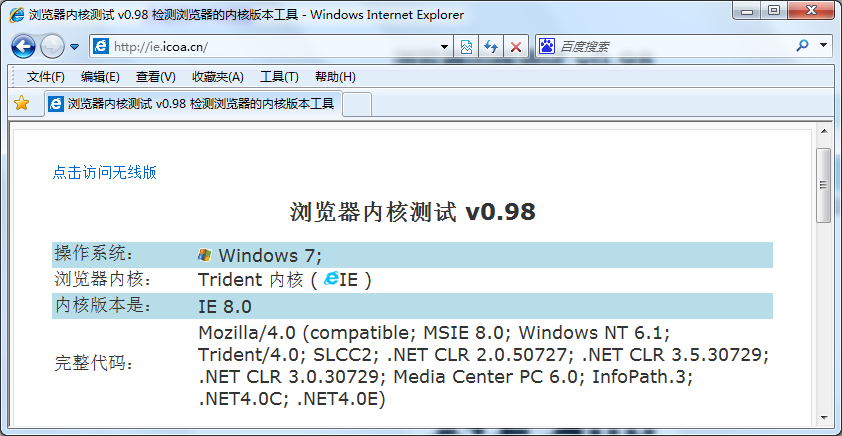 浏览器内核测试 v0.98 检测浏览器的内核版本工具 - Windows Internet Explorer
http://ie.icoa.cn/
百度搜索
文件(F) 编辑(E) 查看(V) 收藏夹(A) 工具(T) 帮助(H)
浏览器内核测试 v0.98 检测浏览器的内核版本工具
点击访问无线版
浏览器内核测试 v0.98
操作系统: Windows 7;
浏览器内核: Trident 内核 ( IE )
内核版本是: IE 8.0
完整代码:
Mozilla/4.0 (compatible; MSIE 8.0; Windows NT 6.1;
Trident/4.0; SLCC2; .NET CLR 2.0.50727; .NET CLR 3.5.30729;
.NET CLR 3.0.30729; Media Center PC 6.0; InfoPath.3;
.NET4.0C; .NET4.0E)